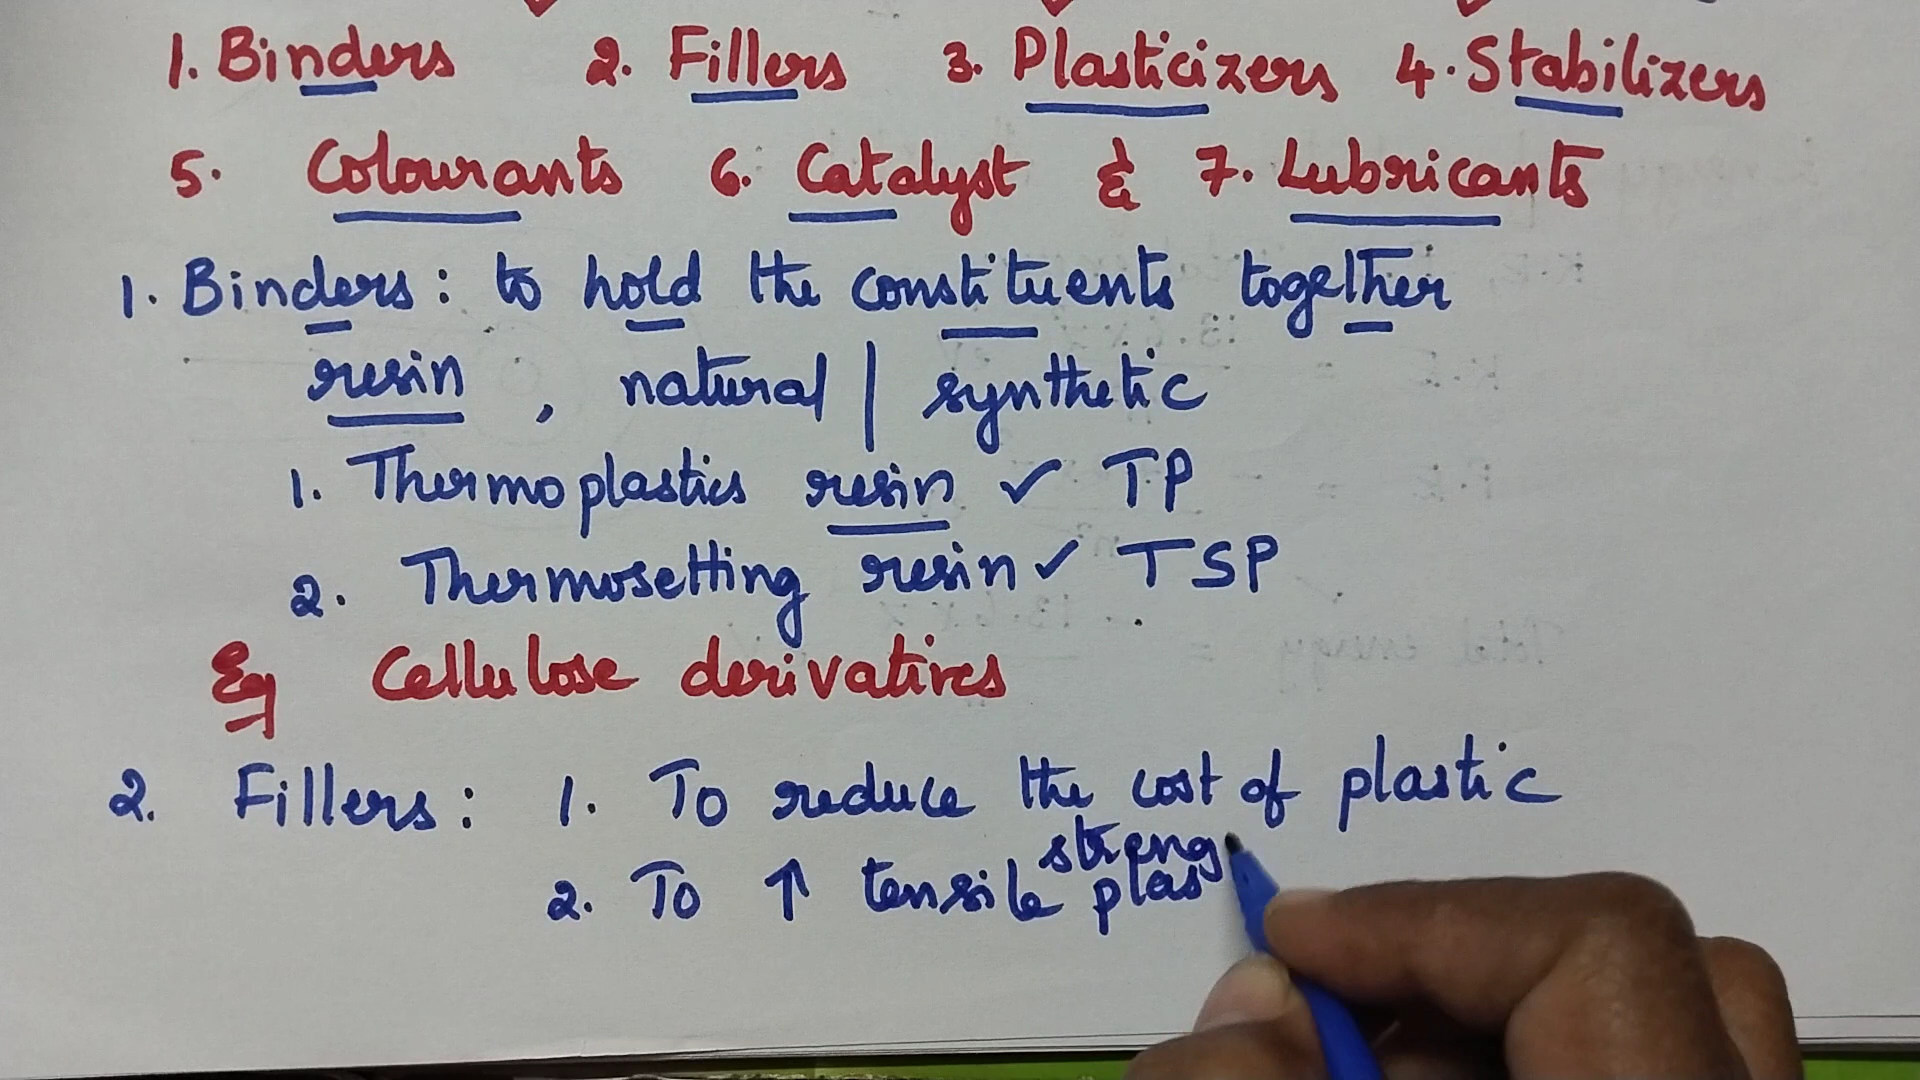 1. Binders 2. Fillers 3. Plasticizers 4. Stabilizers
5. Colourants 6. Catalyst & 7. Lubricants
1. Binders : to hold the constituents together
resin , natural | synthetic
1. Thermoplastics resin ✓ TP
2. Thermosetting resin ✓ TSP
Eg Cellulose derivatives
2. Fillers : 1. To reduce the cost of plastic
streng
2. To ↑ tensile plas